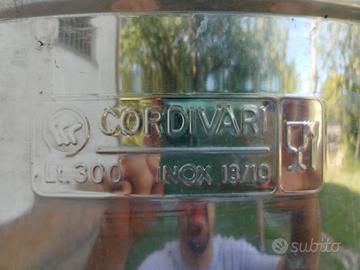 CORDIVARI
Lt. 300 INOX 18/10
subito